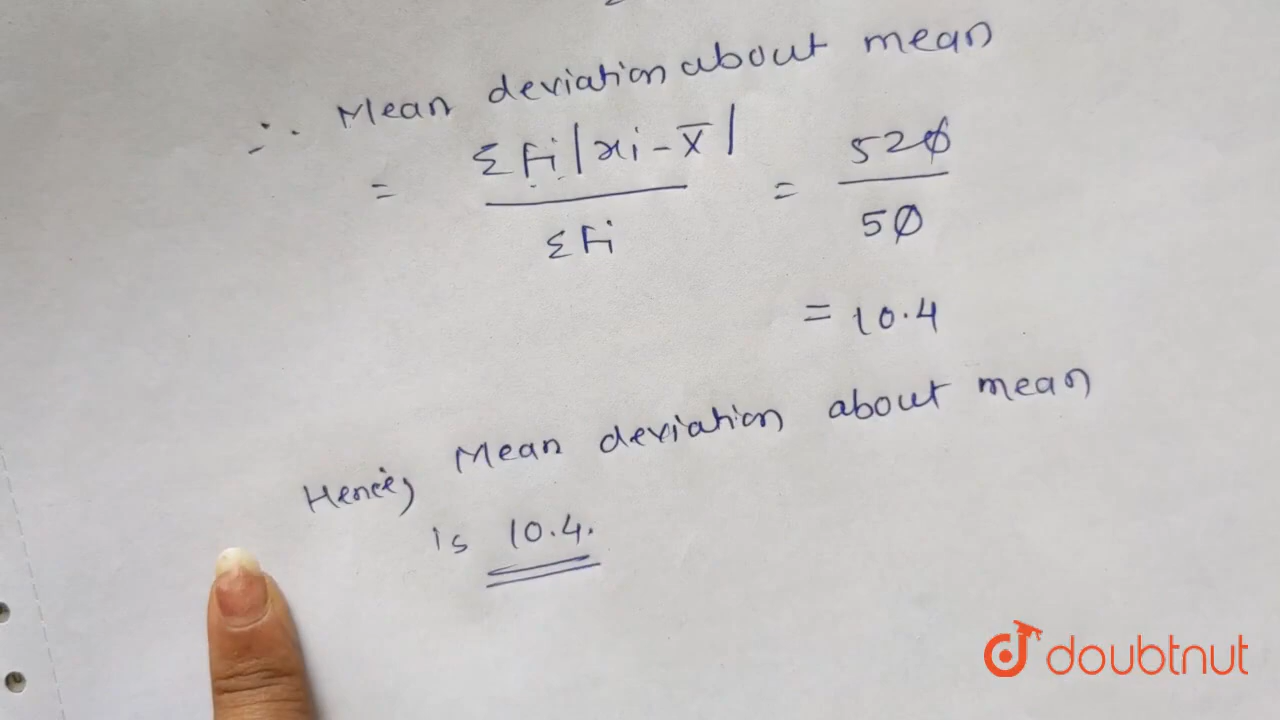 ∴ Mean deviation about mean
= Σfi|xi-x̄| / Σfi = 520 / 50
= 10.4
Hence, Mean deviation about mean
is 10.4.
doubtnut